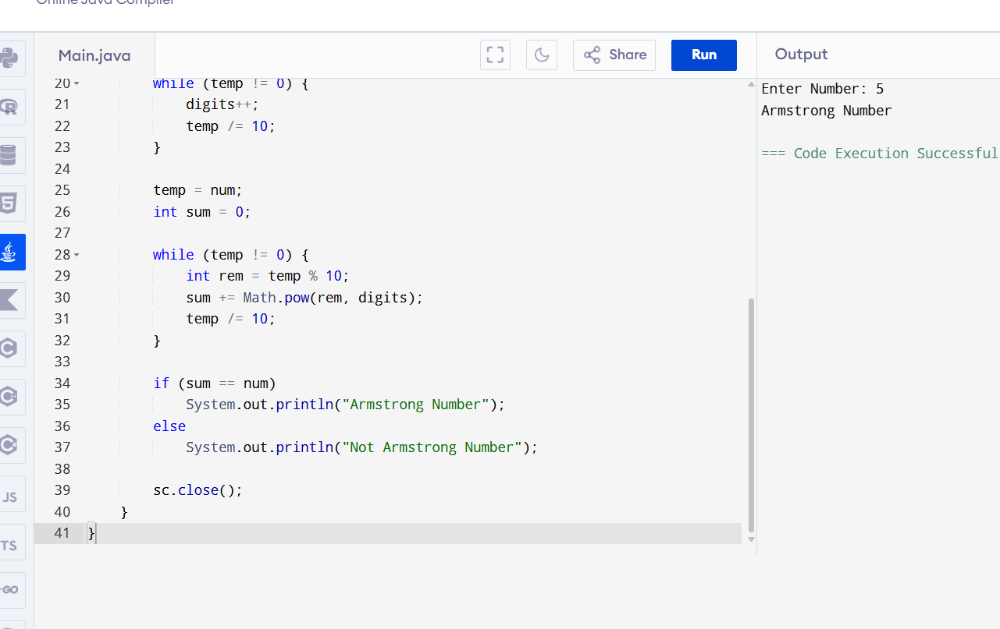 Online Java Compiler
Main.java
Share
Run
Output
20 while (temp != 0) {
21 digits++;
22 temp /= 10;
23 }
24
25 temp = num;
26 int sum = 0;
27
28 while (temp != 0) {
29 int rem = temp % 10;
30 sum += Math.pow(rem, digits);
31 temp /= 10;
32 }
33
34 if (sum == num)
35 System.out.println("Armstrong Number");
36 else
37 System.out.println("Not Armstrong Number");
38
39 sc.close();
40 }
41 }
Enter Number: 5
Armstrong Number
=== Code Execution Successful
R
5
C
C
C#
JS
TS
GO